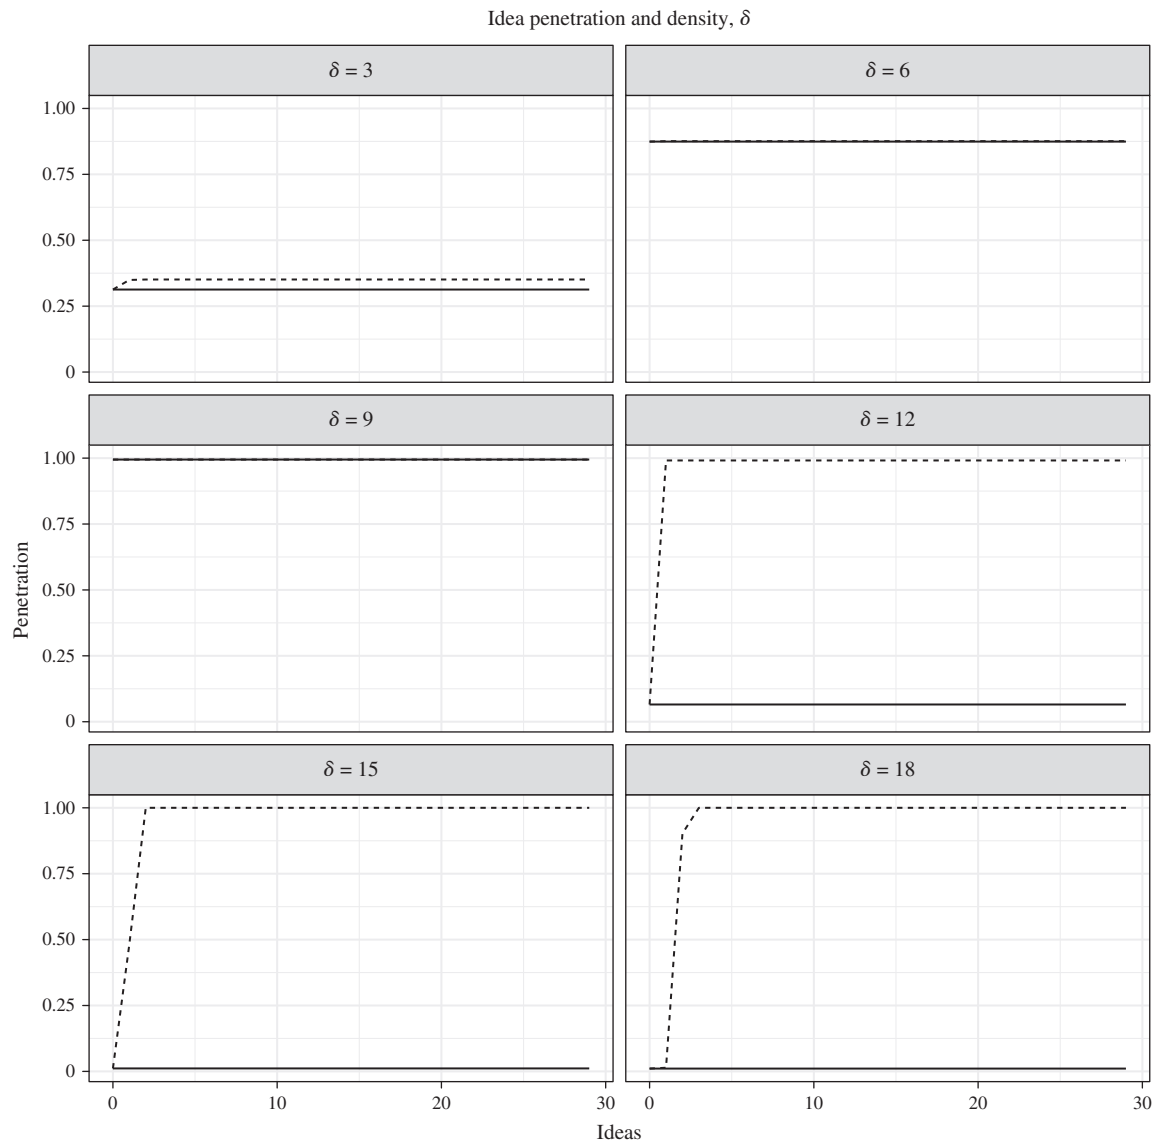 Idea penetration and density, δ
δ = 3
δ = 6
1.00
0.75
0.50
0.25
0
δ = 9
δ = 12
1.00
0.75
0.50
0.25
0
Penetration
δ = 15
δ = 18
1.00
0.75
0.50
0.25
0
0 10 20 30 0 10 20 30
Ideas